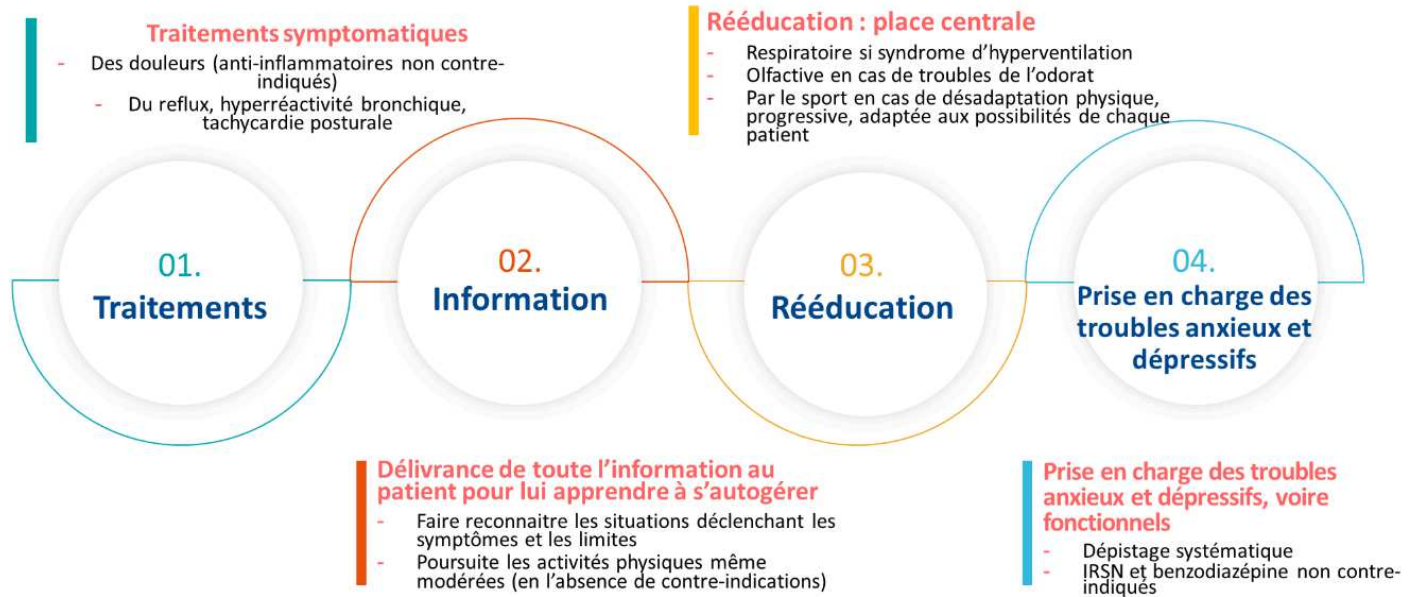 Traitements symptomatiques
- Des douleurs (anti-inflammatoires non contre-
indiqués)
- Du reflux, hyperréactivité bronchique,
tachycardie posturale
Rééducation : place centrale
- Respiratoire si syndrome d'hyperventilation
- Olfactive en cas de troubles de l'odorat
- Par le sport en cas de désadaptation physique,
progressive, adaptée aux possibilités de chaque
patient
01.
Traitements
02.
Information
03.
Rééducation
04.
Prise en charge des
troubles anxieux et
dépressifs
Délivrance de toute l'information au
patient pour lui apprendre à s'autogérer
- Faire reconnaitre les situations déclenchant les
symptômes et les limites
- Poursuite les activités physiques même
modérées (en l'absence de contre-indications)
Prise en charge des troubles
anxieux et dépressifs, voire
fonctionnels
- Dépistage systématique
- IRSN et benzodiazépine non contre-
indiqués